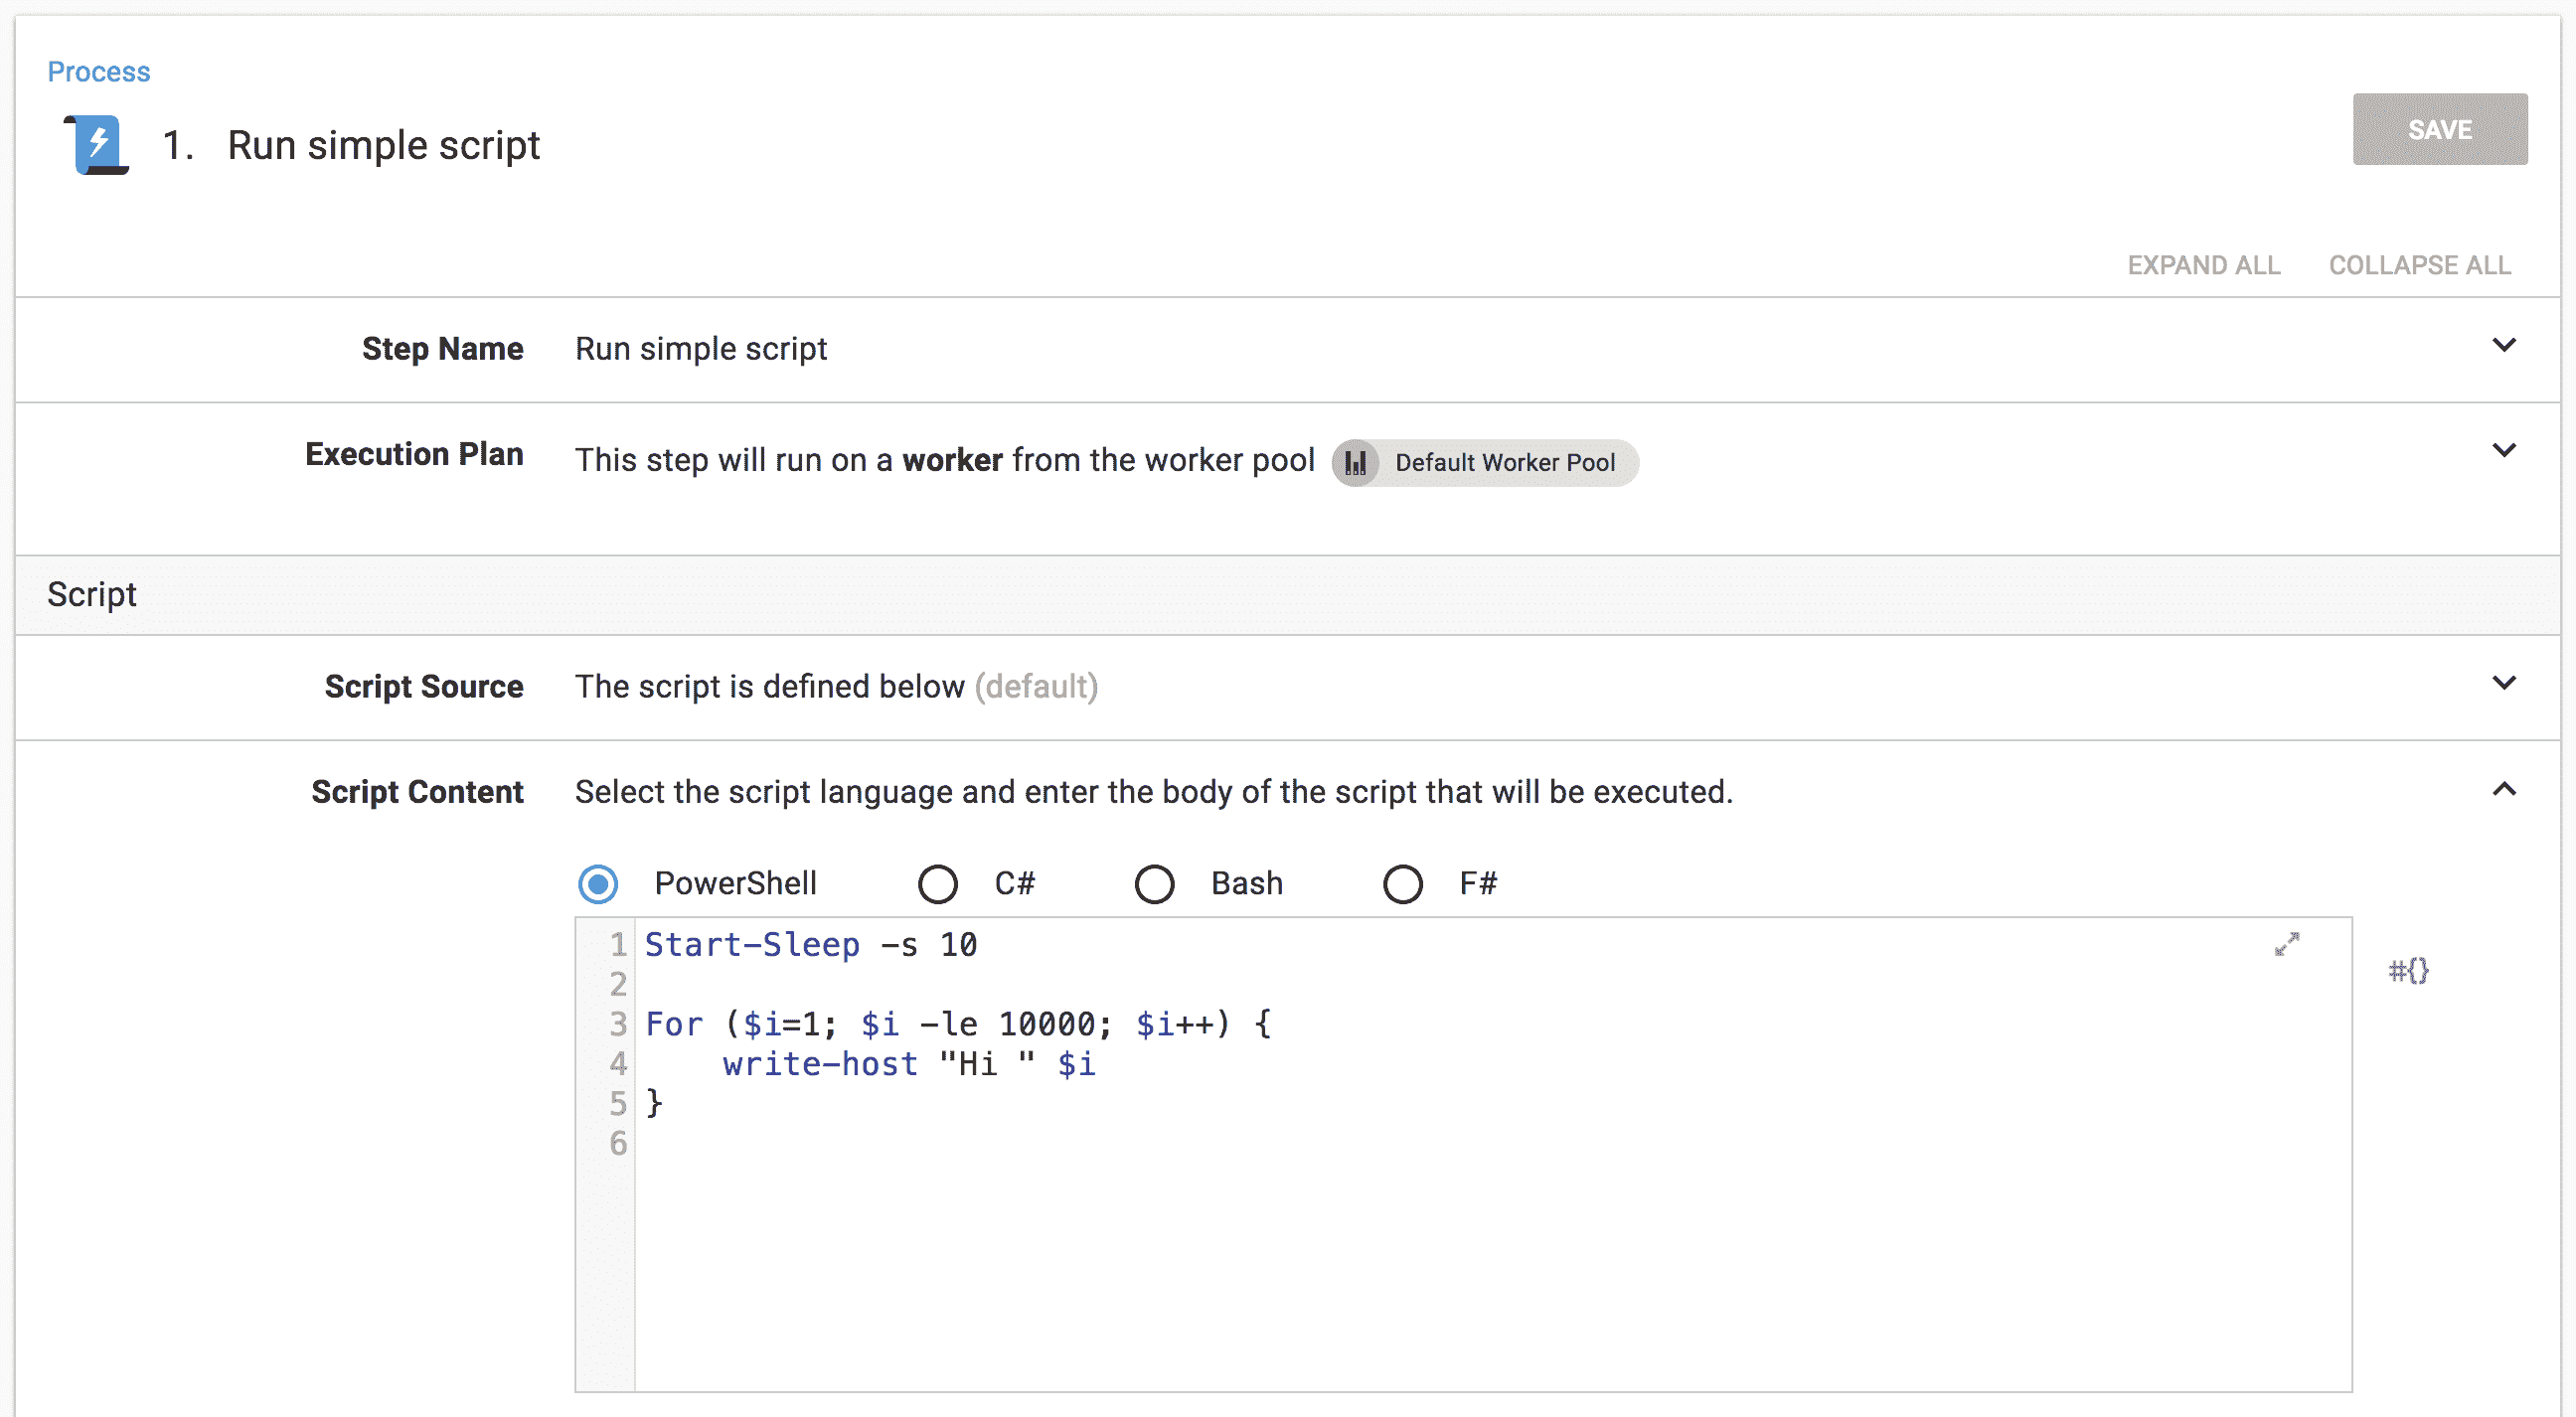 Process
1. Run simple script
SAVE
EXPAND ALL COLLAPSE ALL
Step Name Run simple script
Execution Plan This step will run on a worker from the worker pool Default Worker Pool
Script
Script Source The script is defined below (default)
Script Content Select the script language and enter the body of the script that will be executed.
PowerShell C# Bash F#
1 Start-Sleep -s 10
#{}
2
3 For ($i=1; $i -le 10000; $i++) {
4     write-host "Hi " $i
5 }
6